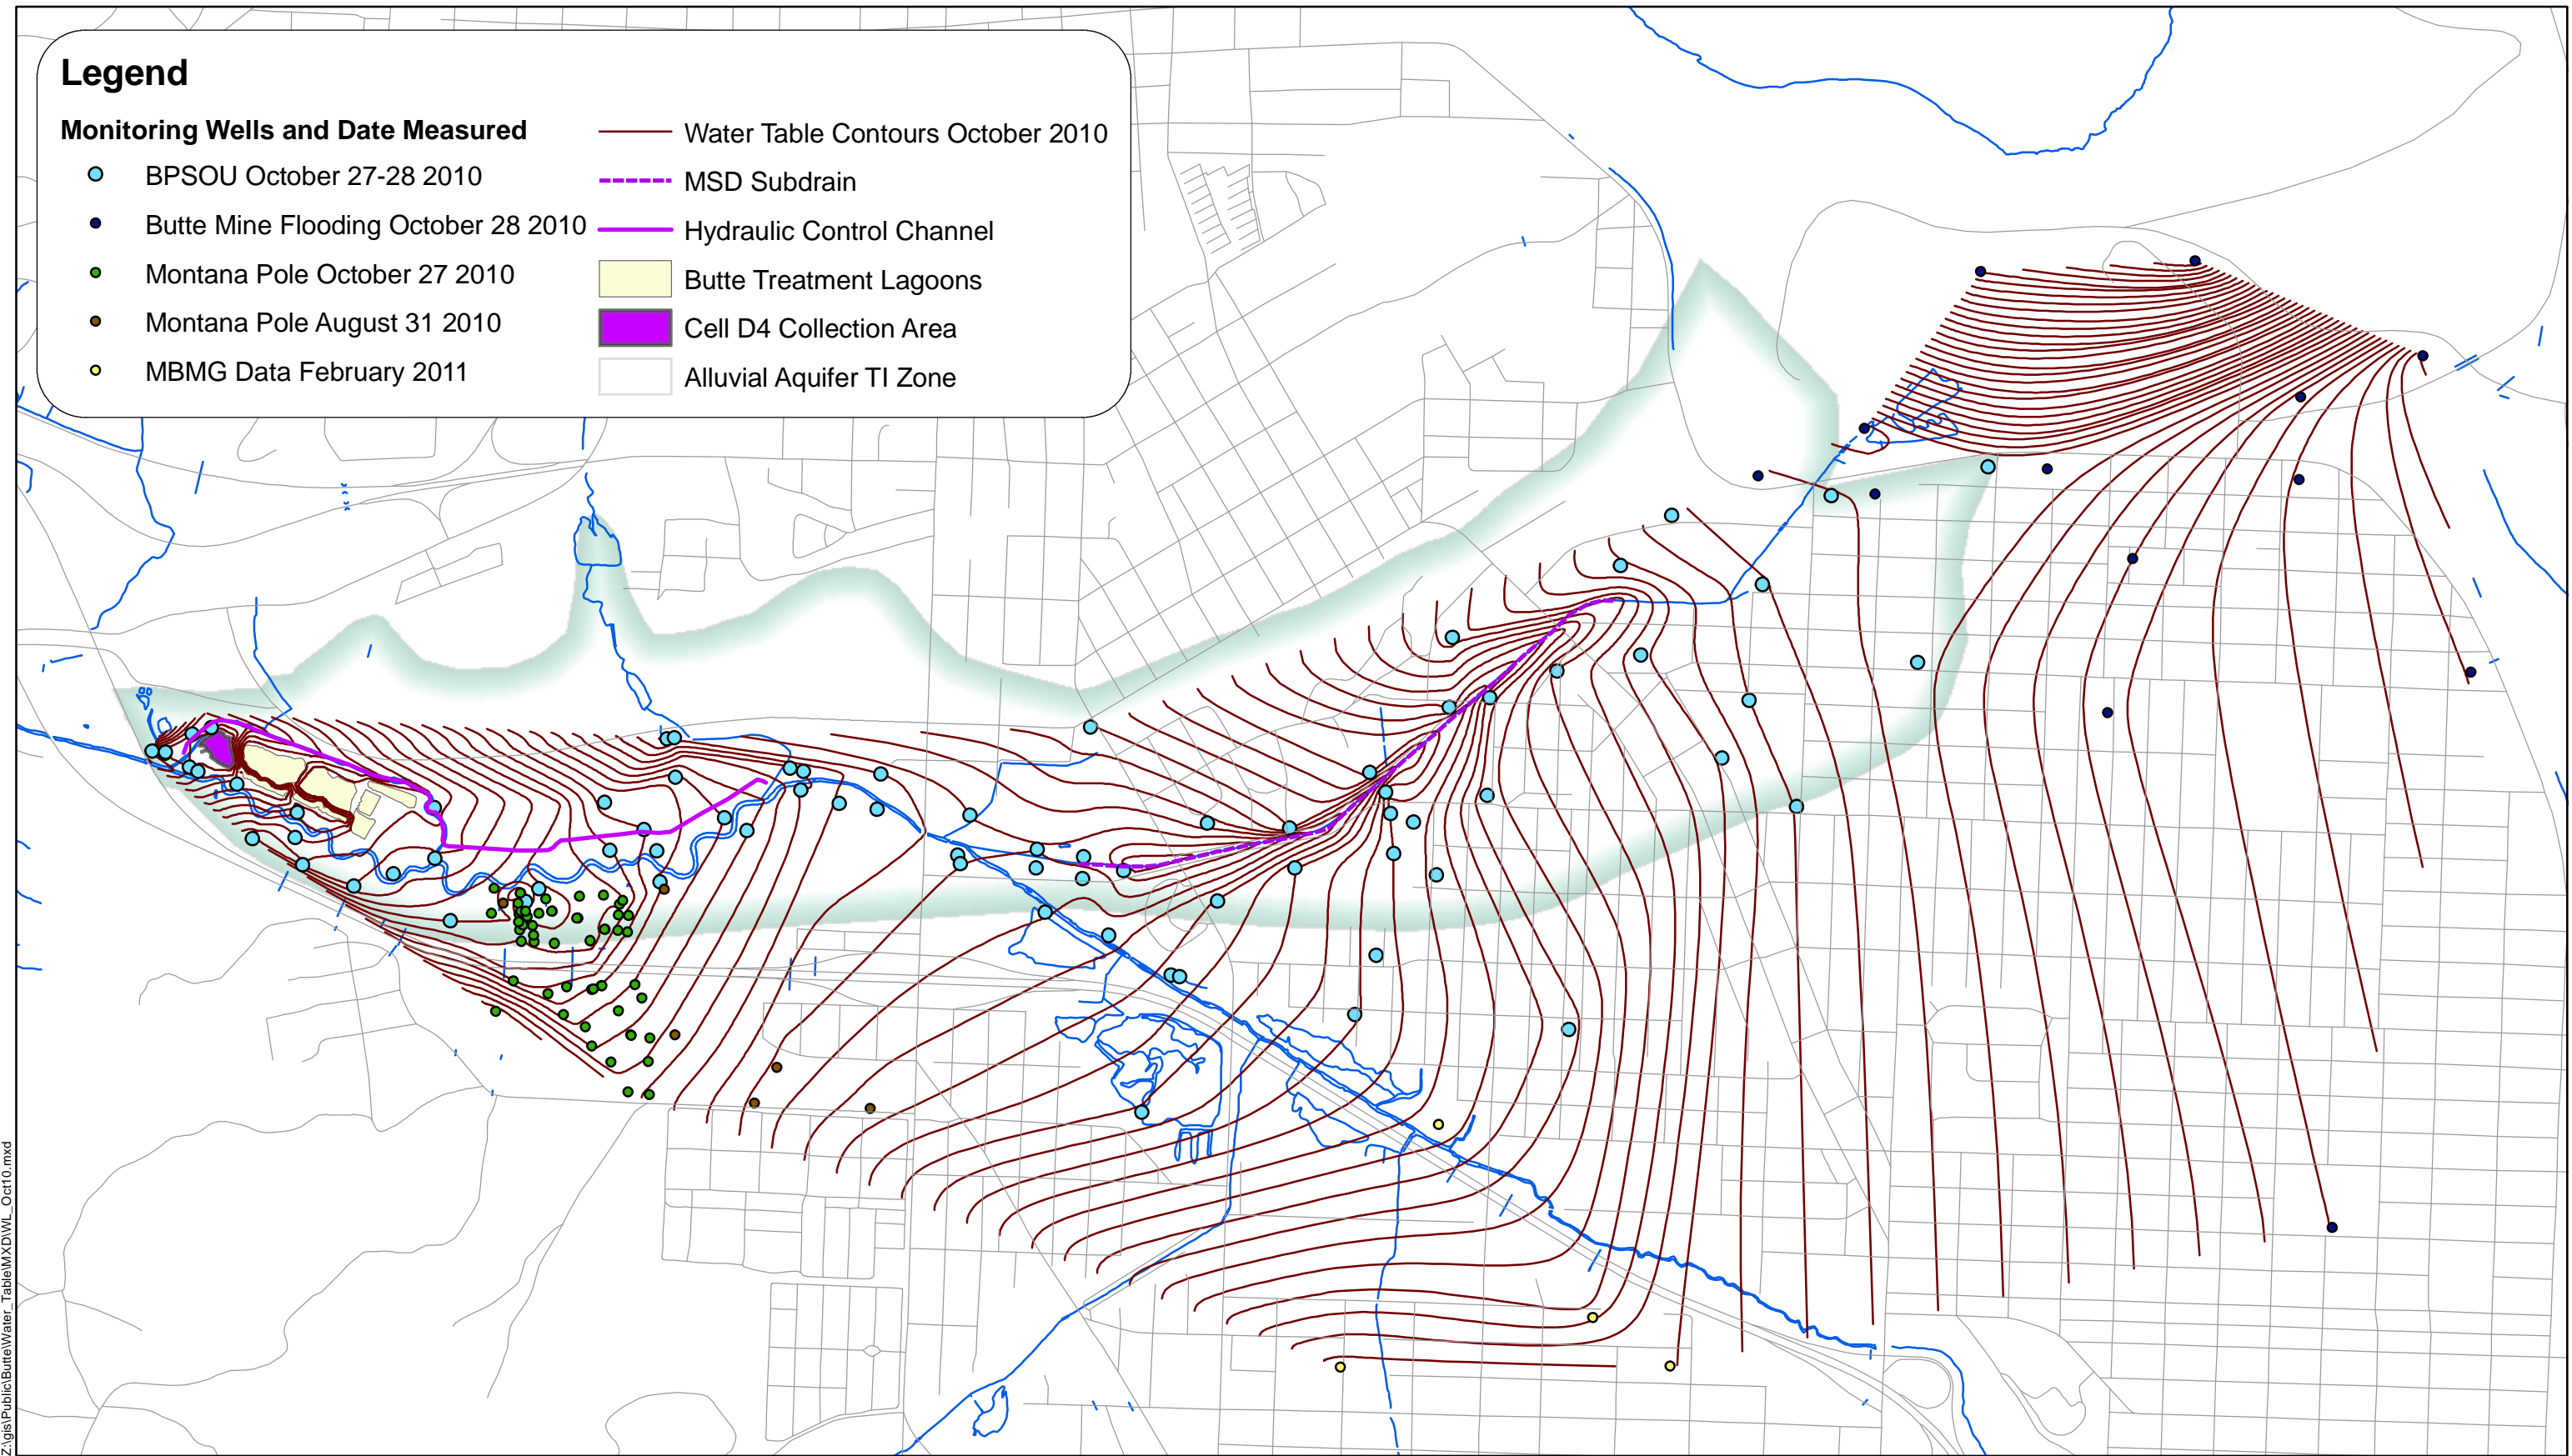 Legend
Monitoring Wells and Date Measured
BPSOU October 27-28 2010
Butte Mine Flooding October 28 2010
Montana Pole October 27 2010
Montana Pole August 31 2010
MBMG Data February 2011
Water Table Contours October 2010
MSD Subdrain
Hydraulic Control Channel
Butte Treatment Lagoons
Cell D4 Collection Area
Alluvial Aquifer TI Zone
Z:\gis\Public\Butte\Water_Table\MXD\WL_Oct10.mxd